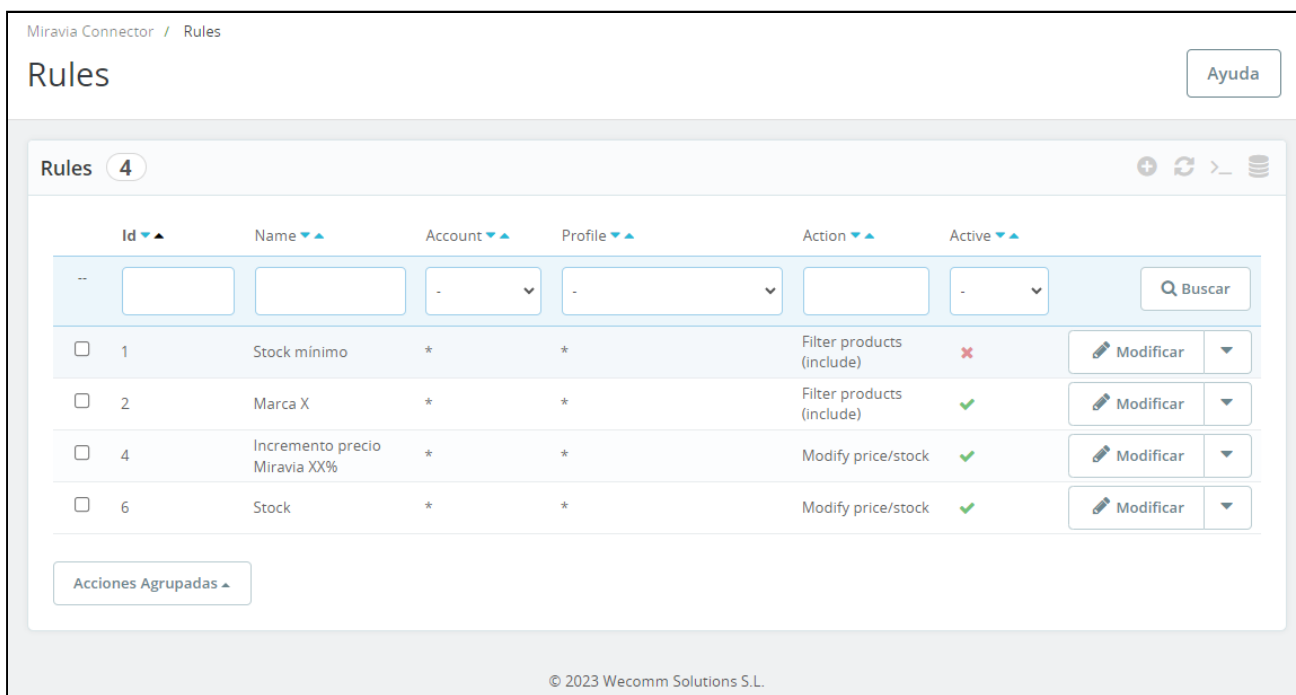 Miravia Connector / Rules
Rules
Ayuda
Rules 4
Id Name Account Profile Action Active
-- - - - Buscar
1 Stock mínimo * * Filter products (include) Modificar
2 Marca X * * Filter products (include) Modificar
4 Incremento precio Miravia XX% * * Modify price/stock Modificar
6 Stock * * Modify price/stock Modificar
Acciones Agrupadas
© 2023 Wecomm Solutions S.L.